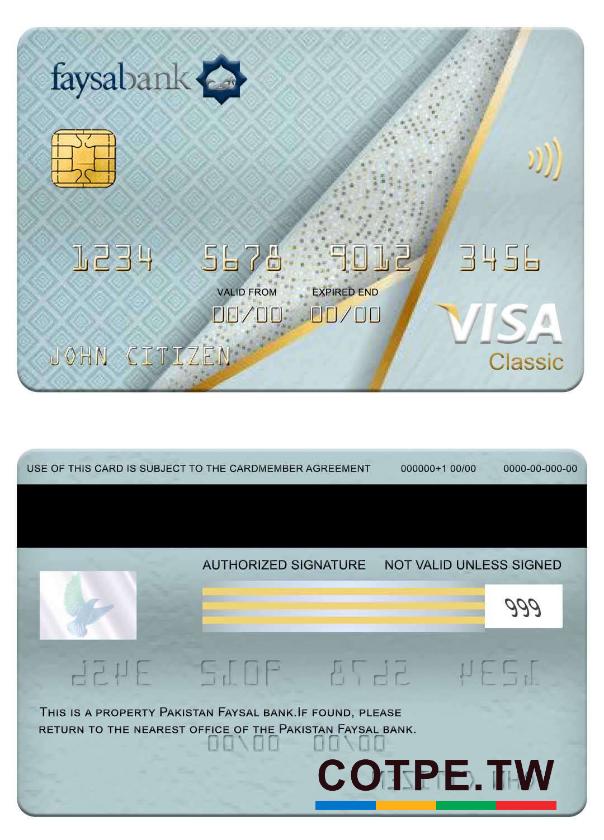 faysabank
1234 5678 9012 3456
VALID FROM EXPIRED END
00/00 00/00
JOHN CITIZEN
VISA
Classic
USE OF THIS CARD IS SUBJECT TO THE CARDMEMBER AGREEMENT 000000+1 00/00 0000-00-000-00
AUTHORIZED SIGNATURE NOT VALID UNLESS SIGNED
999
THIS IS A PROPERTY PAKISTAN FAYSAL BANK.IF FOUND, PLEASE
RETURN TO THE NEAREST OFFICE OF THE PAKISTAN FAYSAL BANK.
COTPE.TW